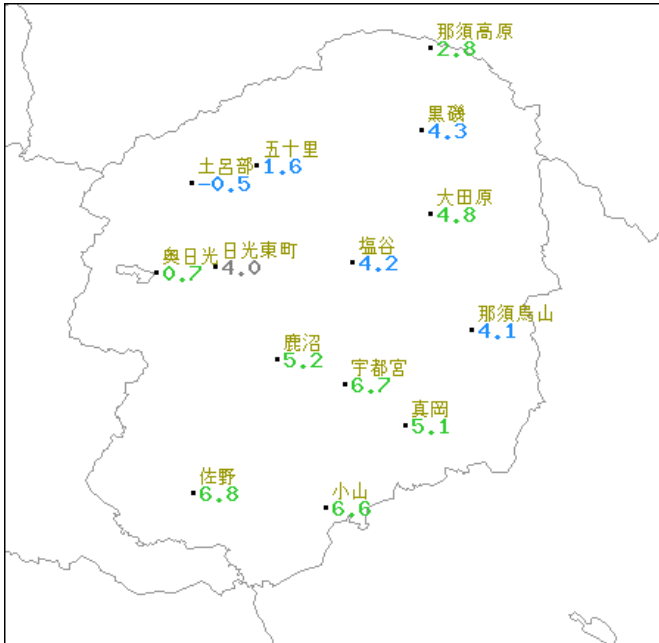 那須高原
2.8
黒磯
4.3
五十里
1.6
土呂部
-0.5
大田原
4.8
塩谷
4.2
日光東町
4.0
奥日光
0.7
那須烏山
4.1
鹿沼
5.2
宇都宮
6.7
真岡
5.1
佐野
6.8
小山
6.6